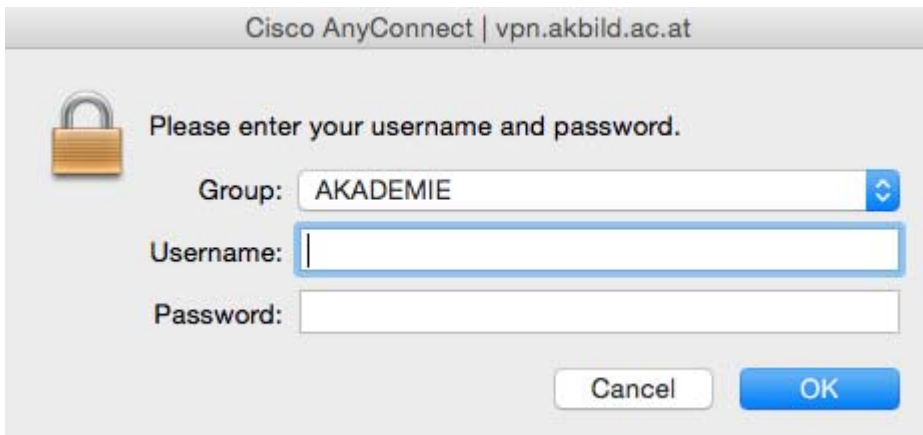 Cisco AnyConnect | vpn.akbild.ac.at
Please enter your username and password.
Group: AKADEMIE
Username:
Password:
Cancel OK